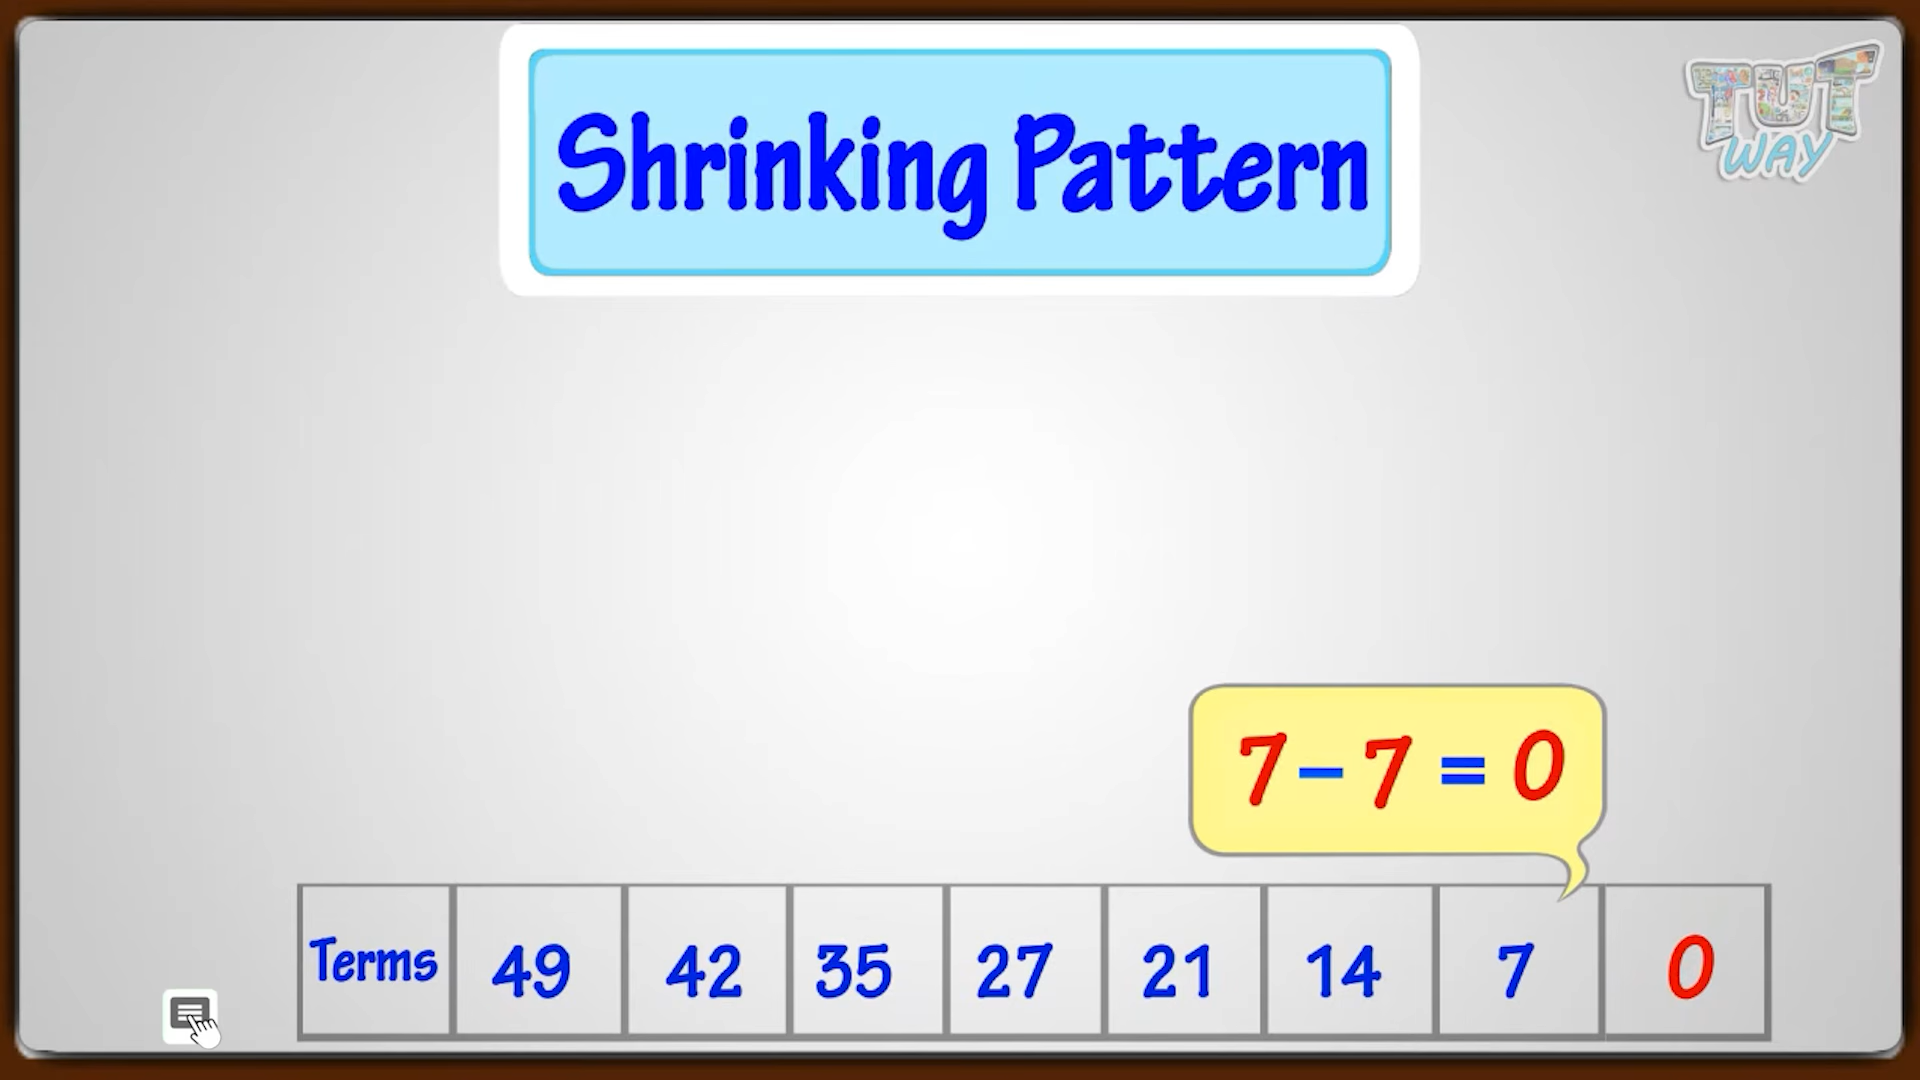 Shrinking Pattern
TUT
WAY
7 - 7 = 0
Terms 49 42 35 27 21 14 7 0